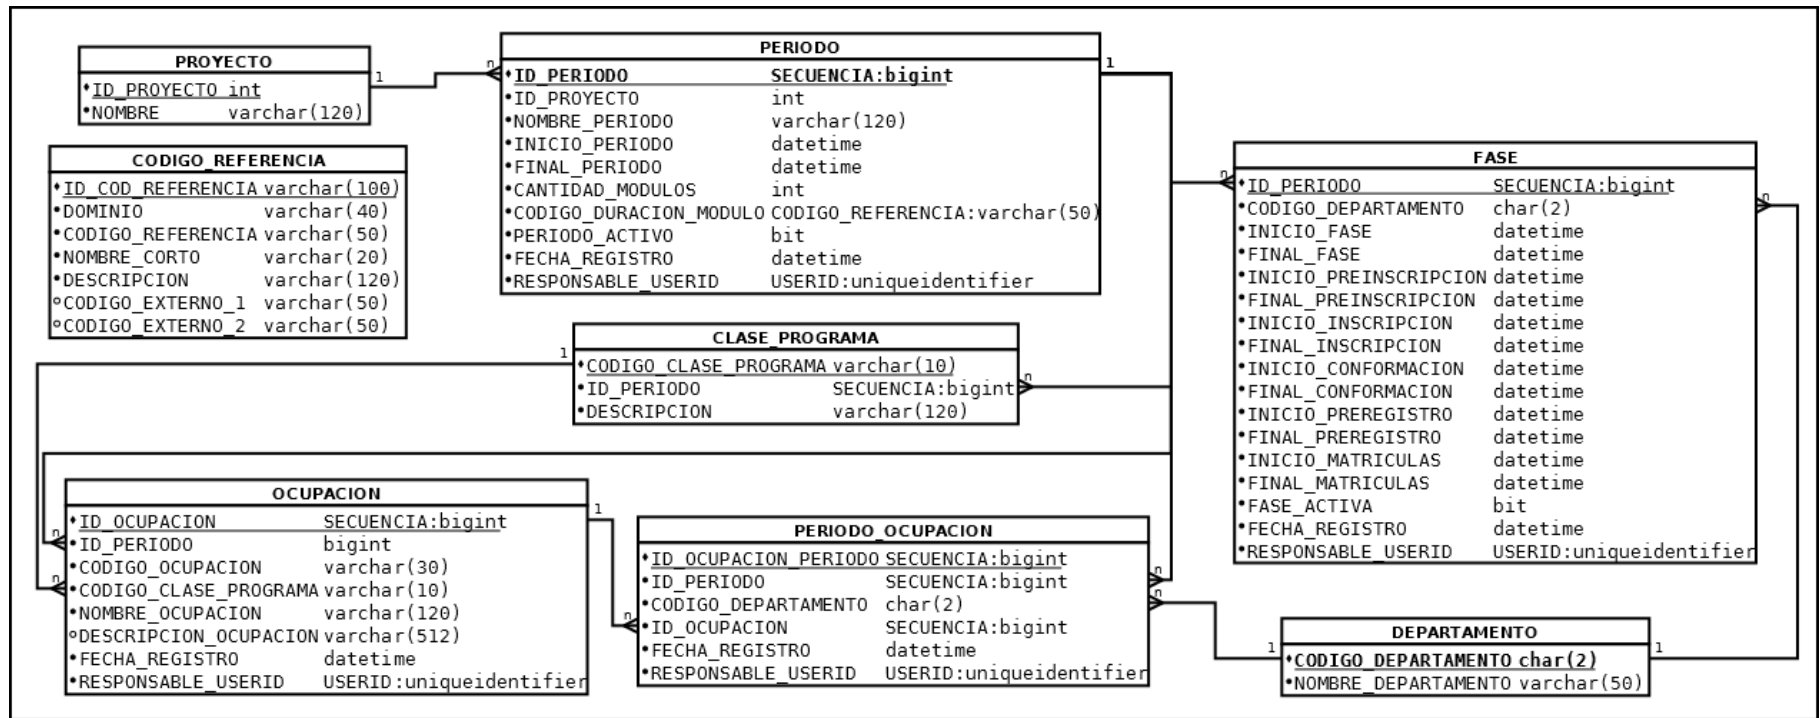 PROYECTO
ID_PROYECTO int
NOMBRE varchar(120)
1
n
PERIODO
ID_PERIODO SECUENCIA:bigint
ID_PROYECTO int
NOMBRE_PERIODO varchar(120)
INICIO_PERIODO datetime
FINAL_PERIODO datetime
CANTIDAD_MODULOS int
CODIGO_DURACION_MODULO CODIGO_REFERENCIA:varchar(50)
PERIODO_ACTIVO bit
FECHA_REGISTRO datetime
RESPONSABLE_USERID USERID:uniqueidentifier
1
CODIGO_REFERENCIA
ID_COD_REFERENCIA varchar(100)
DOMINIO varchar(40)
CODIGO_REFERENCIA varchar(50)
NOMBRE_CORTO varchar(20)
DESCRIPCION varchar(120)
CODIGO_EXTERNO_1 varchar(50)
CODIGO_EXTERNO_2 varchar(50)
n
FASE
ID_PERIODO SECUENCIA:bigint
CODIGO_DEPARTAMENTO char(2)
INICIO_FASE datetime
FINAL_FASE datetime
INICIO_PREINSCRIPCION datetime
FINAL_PREINSCRIPCION datetime
INICIO_INSCRIPCION datetime
FINAL_INSCRIPCION datetime
INICIO_CONFORMACION datetime
FINAL_CONFORMACION datetime
INICIO_PREREGISTRO datetime
FINAL_PREREGISTRO datetime
INICIO_MATRICULAS datetime
FINAL_MATRICULAS datetime
FASE_ACTIVA bit
FECHA_REGISTRO datetime
RESPONSABLE_USERID USERID:uniqueidentifier
n
1
CLASE_PROGRAMA
CODIGO_CLASE_PROGRAMA varchar(10)
ID_PERIODO SECUENCIA:bigint
DESCRIPCION varchar(120)
n
OCUPACION
ID_OCUPACION SECUENCIA:bigint
ID_PERIODO bigint
CODIGO_OCUPACION varchar(30)
CODIGO_CLASE_PROGRAMA varchar(10)
NOMBRE_OCUPACION varchar(120)
DESCRIPCION_OCUPACION varchar(512)
FECHA_REGISTRO datetime
RESPONSABLE_USERID USERID:uniqueidentifier
n
n
1
n
PERIODO_OCUPACION
ID_OCUPACION_PERIODO SECUENCIA:bigint
ID_PERIODO SECUENCIA:bigint
CODIGO_DEPARTAMENTO char(2)
ID_OCUPACION SECUENCIA:bigint
FECHA_REGISTRO datetime
RESPONSABLE_USERID USERID:uniqueidentifier
n
n
1
DEPARTAMENTO
CODIGO_DEPARTAMENTO char(2)
NOMBRE_DEPARTAMENTO varchar(50)
1